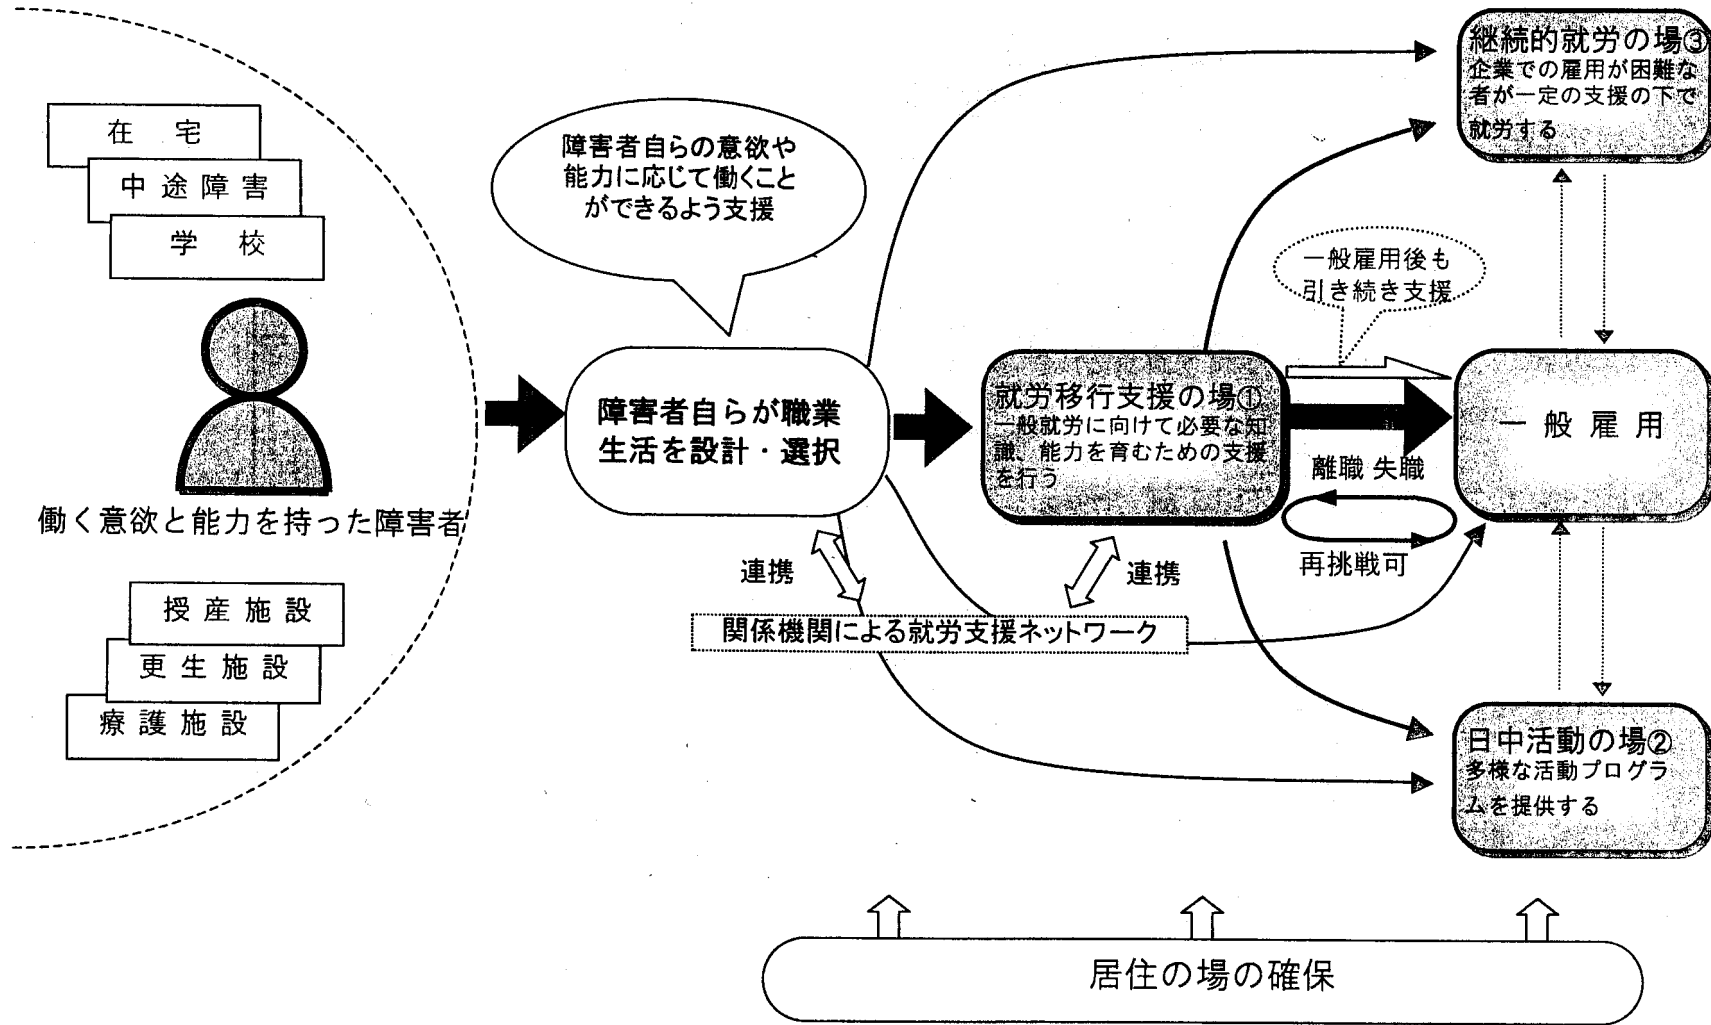 在 宅
中途障害
学 校
働く意欲と能力を持った障害者
授産施設
更生施設
療護施設
障害者自らの意欲や
能力に応じて働くこと
ができるよう支援
障害者自らが職業
生活を設計・選択
連携
連携
関係機関による就労支援ネットワーク
就労移行支援の場①
一般就労に向けて必要な知
識、能力を育むための支援
を行う
一般雇用後も
引き続き支援
離職 失職
再挑戦可
継続的就労の場③
企業での雇用が困難な
者が一定の支援の下で
就労する
一般雇用
日中活動の場②
多様な活動プログラ
ムを提供する
居住の場の確保